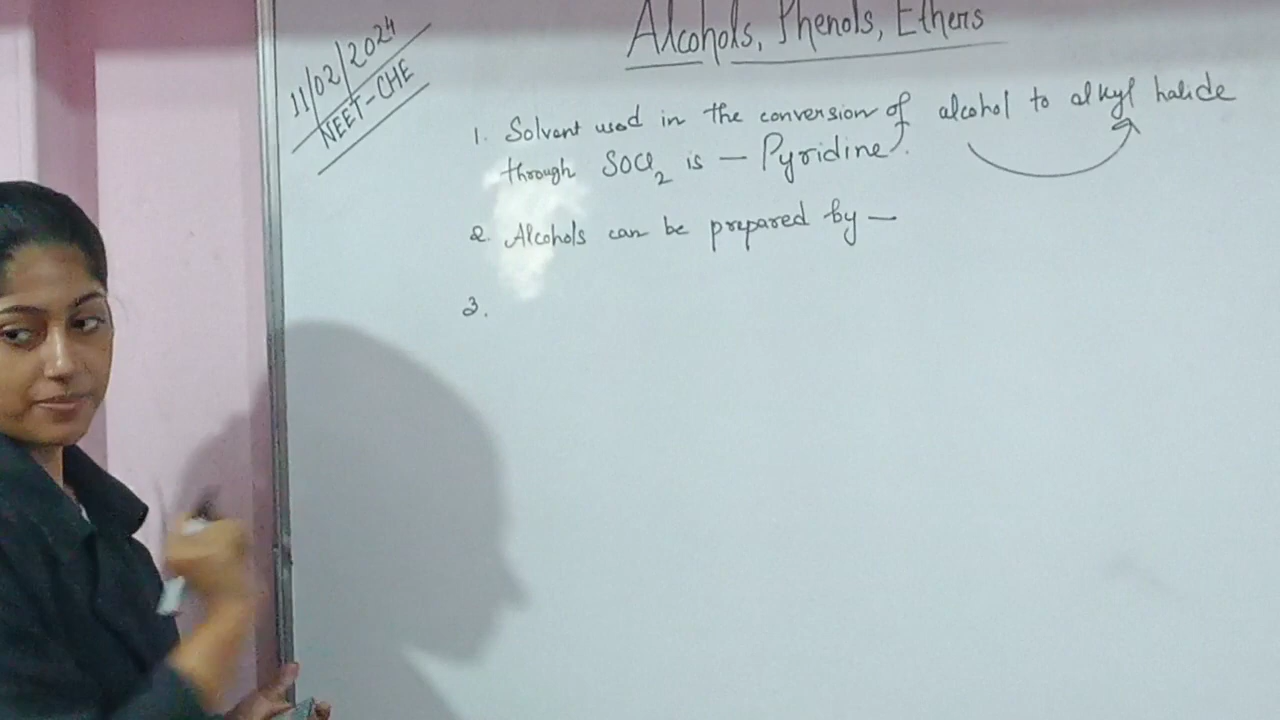 11/02/2024
NEET-CHE
Alcohols, Phenols, Ethers
1. Solvent used in the conversion of alcohol to alkyl halide
through SOCl2 is — Pyridine.
2. Alcohols can be prepared by —
3.